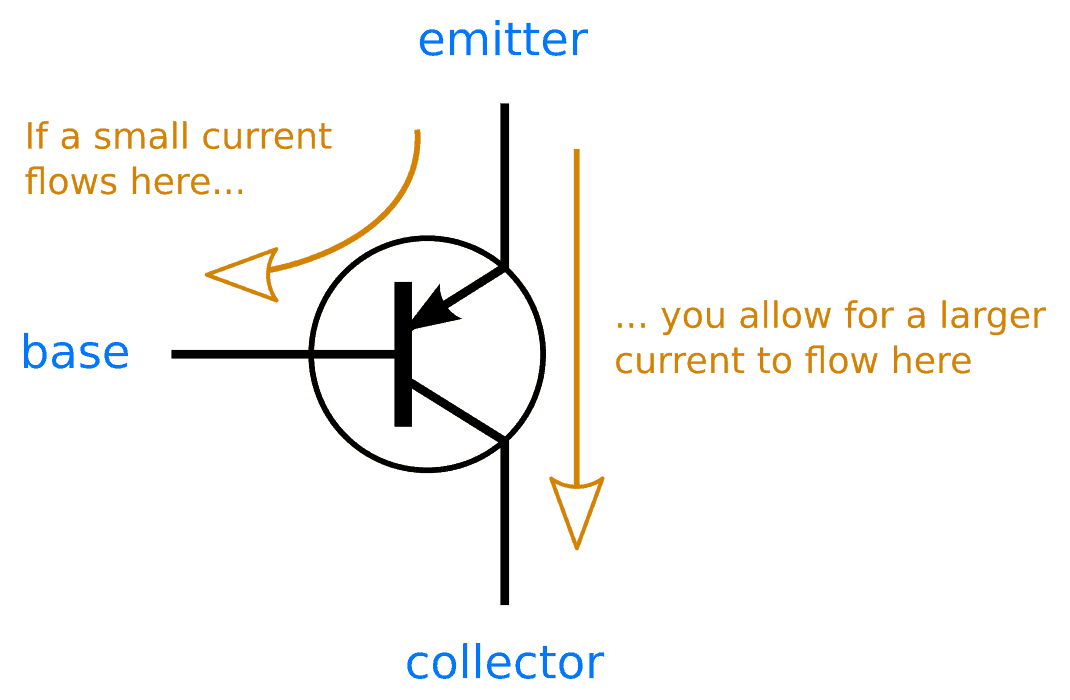 emitter
If a small current
flows here...
base
... you allow for a larger
current to flow here
collector